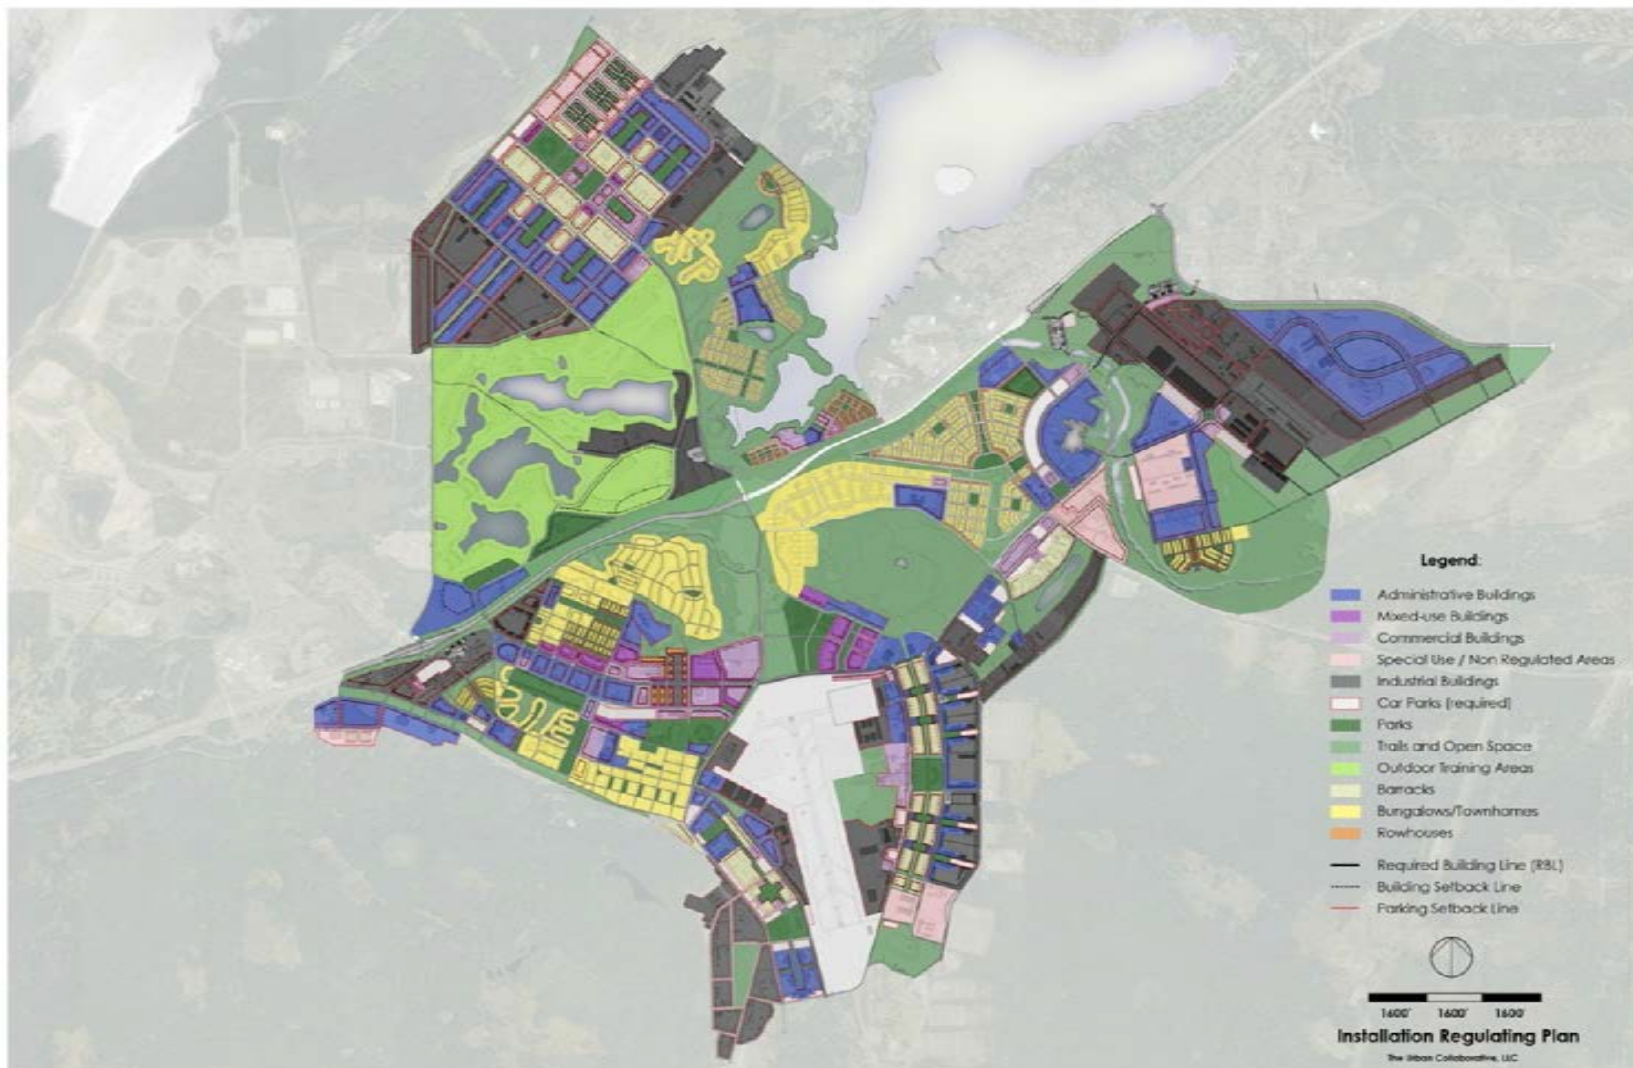 Legend:
Administrative Buildings
Mixed-use Buildings
Commercial Buildings
Special Use / Non Regulated Areas
Industrial Buildings
Car Parks (required)
Parks
Trails and Open Space
Outdoor Training Areas
Barracks
Bungalows/Townhomes
Rowhouses
Required Building Line (RBL)
Building Setback Line
Parking Setback Line
1600' 1600' 1600'
Installation Regulating Plan
The Urban Collaborative, LLC